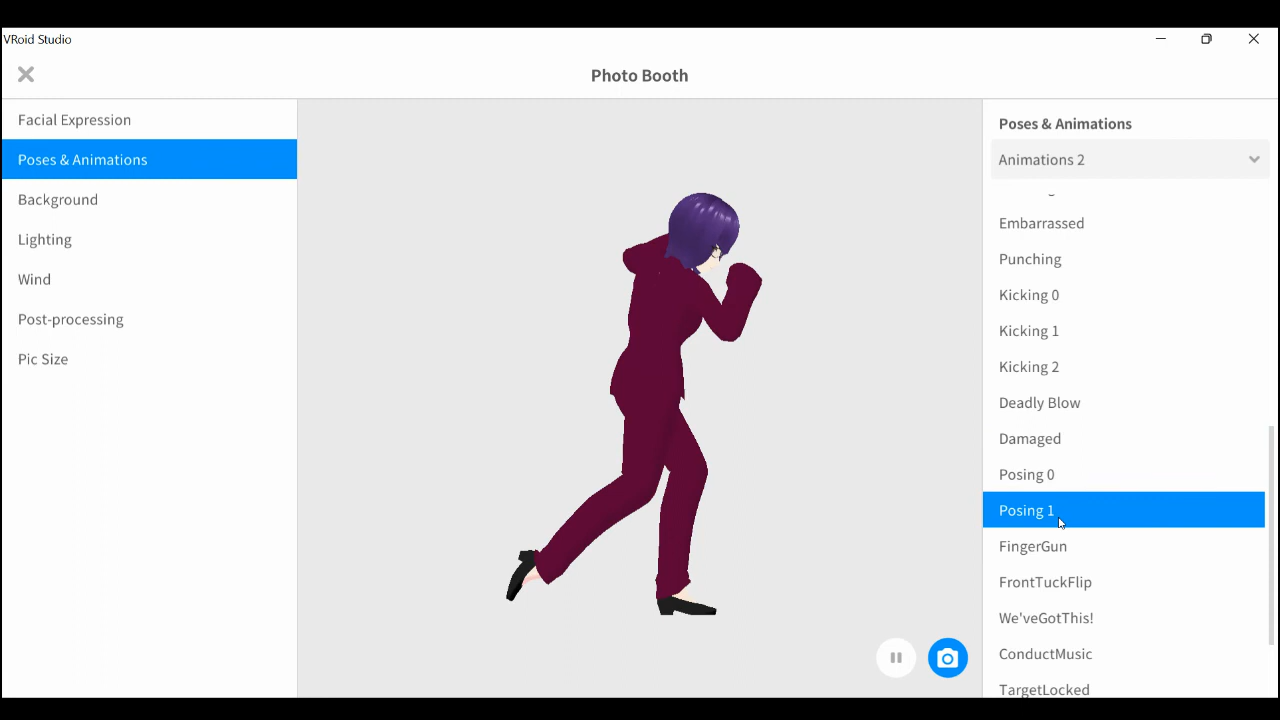 VRoid Studio
Photo Booth
Facial Expression
Poses & Animations
Background
Lighting
Wind
Post-processing
Pic Size
Poses & Animations
Animations 2
Embarrassed
Punching
Kicking 0
Kicking 1
Kicking 2
Deadly Blow
Damaged
Posing 0
Posing 1
FingerGun
FrontTuckFlip
We'veGotThis!
ConductMusic
TargetLocked